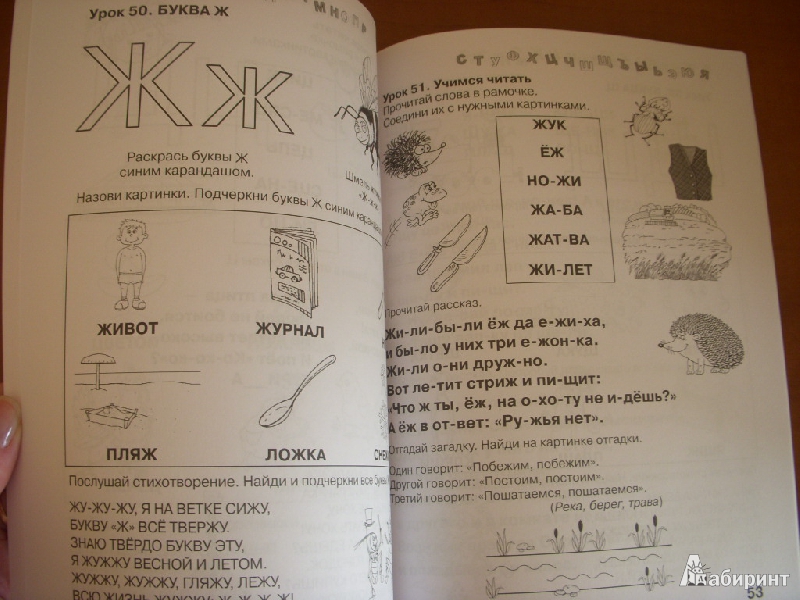 Урок 50. БУКВА Ж
М Н О П Р
Ж Ж
Раскрась буквы Ж
синим карандашом.
Назови картинки. Подчеркни буквы Ж синим
ЖИВОТ
ЖУРНАЛ
ПЛЯЖ
ЛОЖКА
Послушай стихотворение. Найди и подчеркни все
ЖУ-ЖУ-ЖУ, Я НА ВЕТКЕ СИЖУ,
БУКВУ «Ж» ВСЁ ТВЕРЖУ.
ЗНАЮ ТВЁРДО БУКВУ ЭТУ,
Я ЖУЖЖУ ВЕСНОЙ И ЛЕТОМ.
ЖУЖЖУ, ЖУЖЖУ, ГЛЯЖУ, ЛЕЖУ,
ВСЮ ЖИЗНЬ ЖУЖЖУ: Ж-Ж-Ж-Ж!
С Т У Ф Х Ц Ч Ш Щ Ъ Ы Ь Э Ю Я
Урок 51. Учимся читать
Прочитай слова в рамочке.
Соедини их с нужными картинками.
ЖУК
ЁЖ
НО-ЖИ
ЖА-БА
ЖАТ-ВА
ЖИ-ЛЕТ
Прочитай рассказ.
Жи-ли-бы-ли ёж да е-жи-ха,
и бы-ло у них три е-жон-ка.
Жи-ли о-ни друж-но.
Вот ле-тит стриж и пи-щит:
«Что ж ты, ёж, на о-хо-ту не и-дёшь?»
А ёж в от-вет: «Ру-жья нет».
Отгадай загадку. Найди на картинке отгадки.
Один говорит: «Побежим, побежим».
Другой говорит: «Постоим, постоим».
Третий говорит: «Пошатаемся, пошатаемся».
(Река, берег, трава)
53
Лабиринт